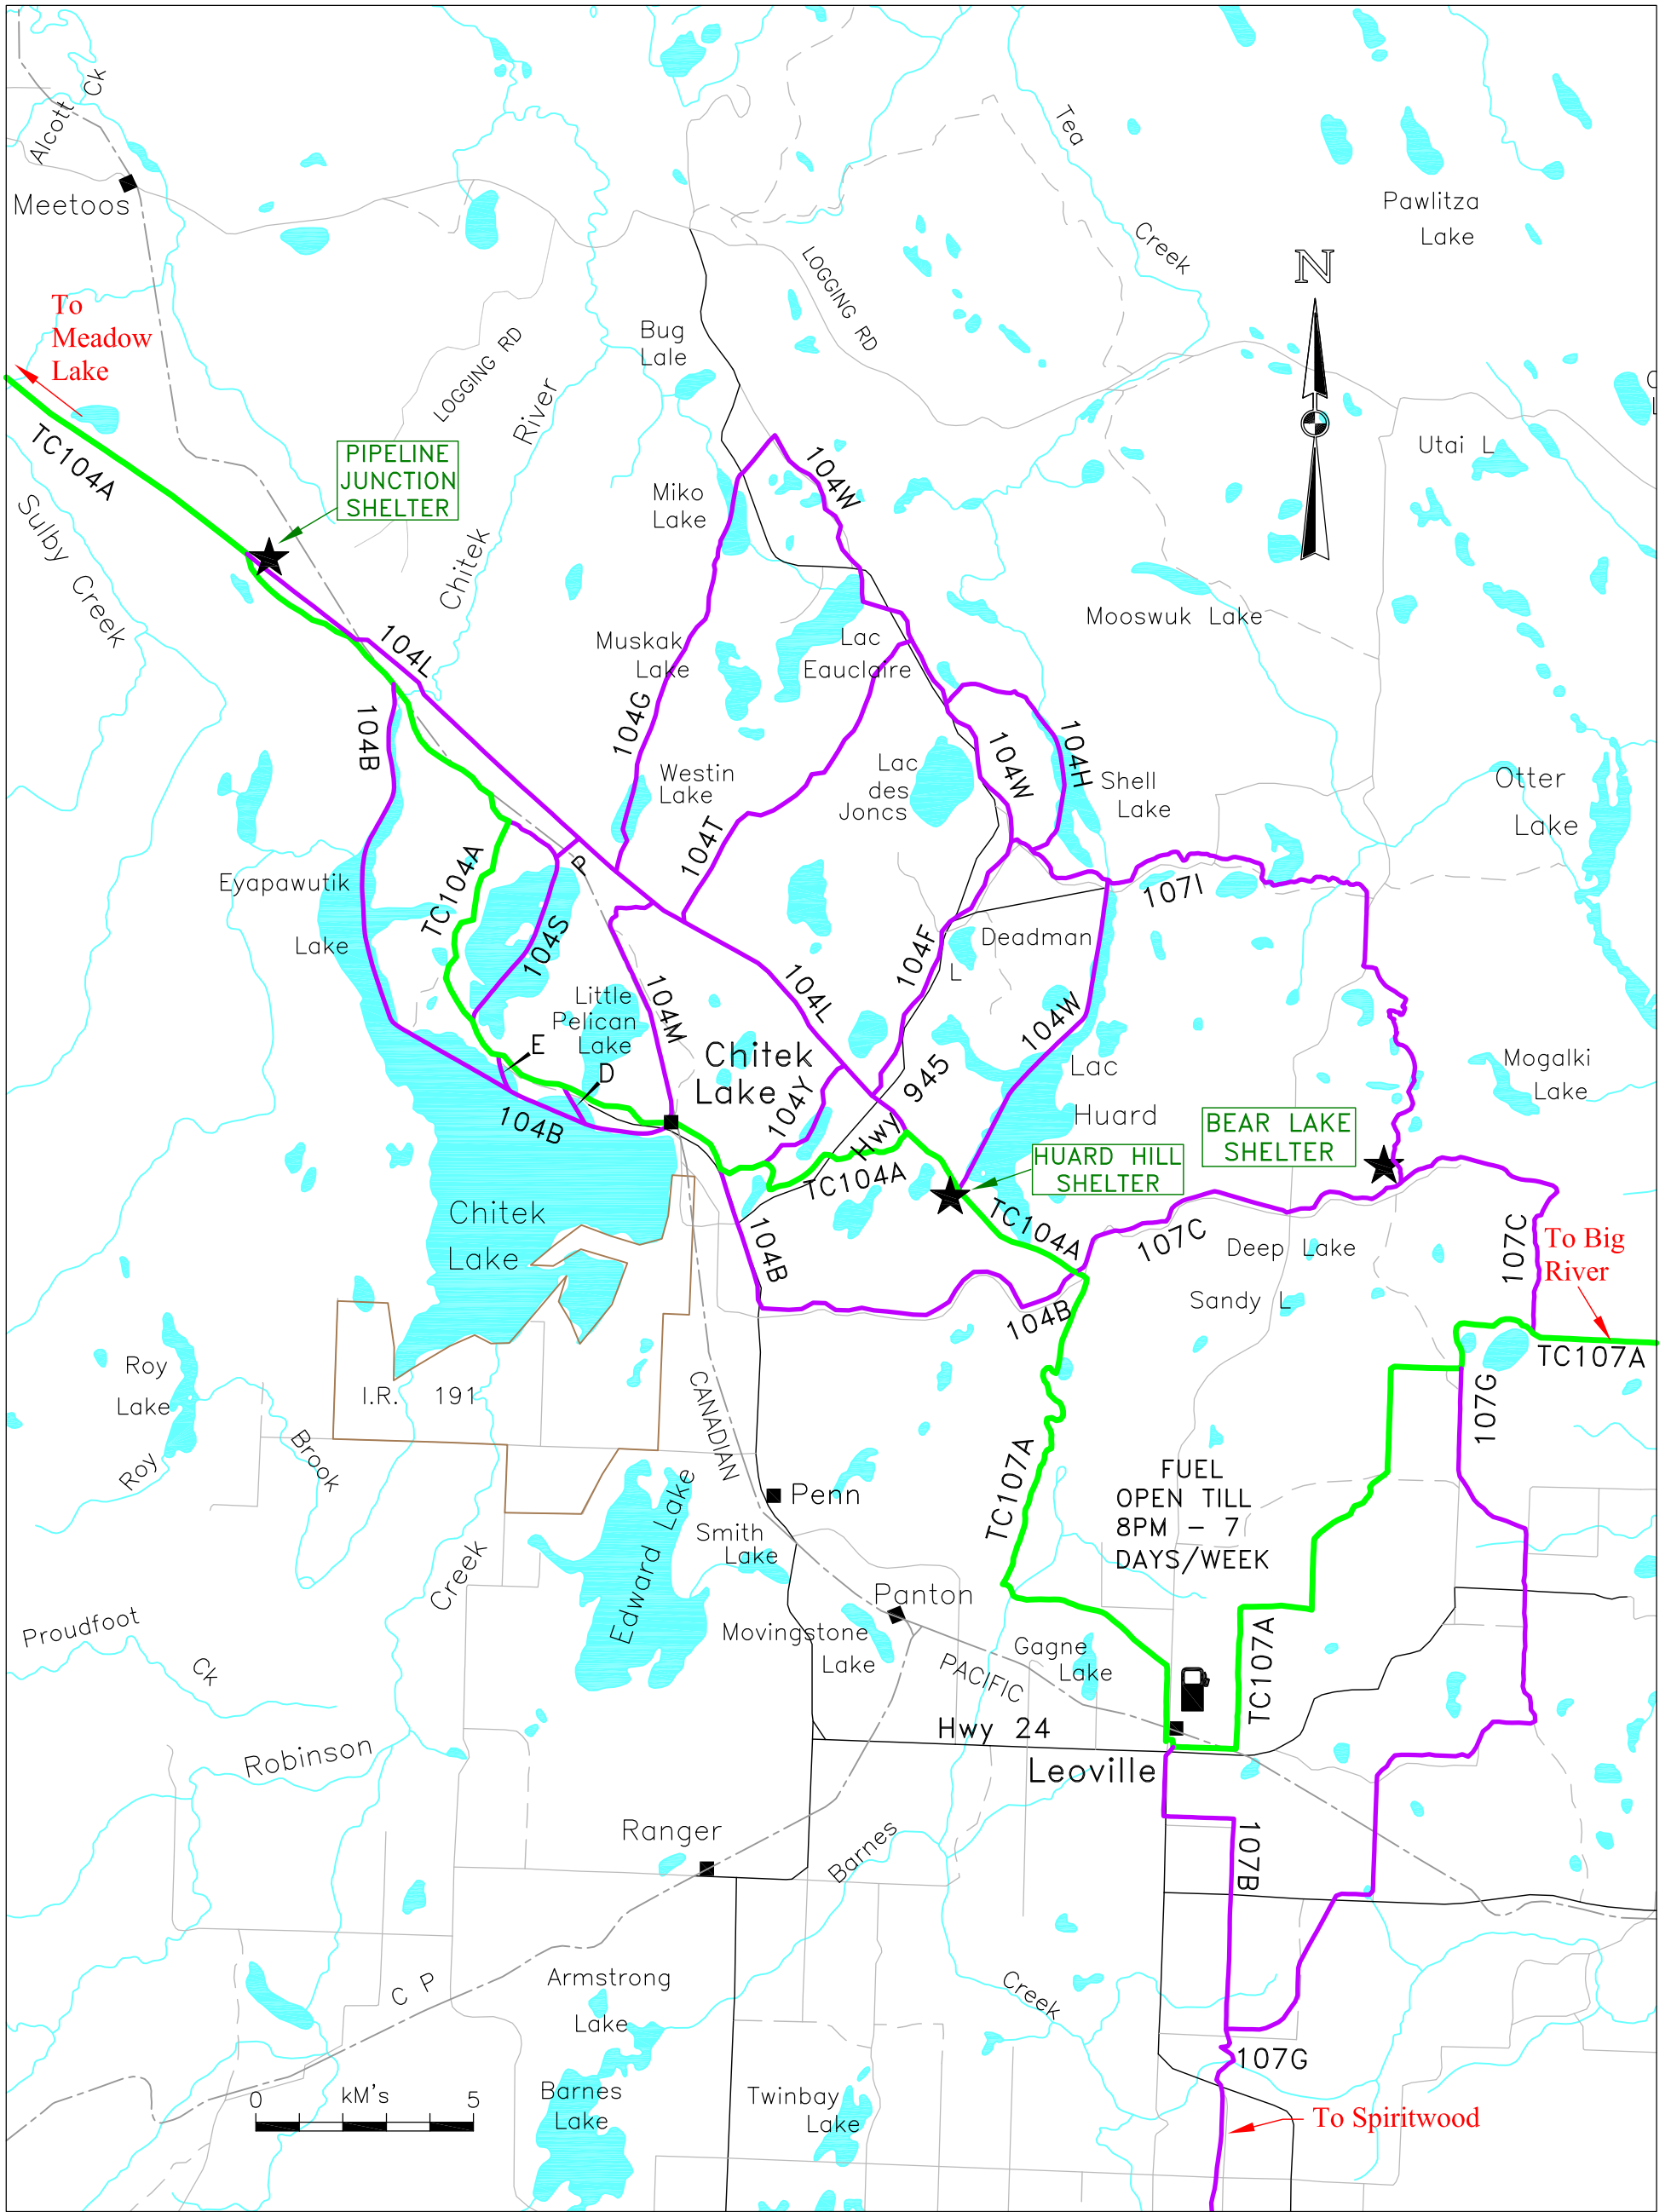 Alcott Ck
Meetoos
Tea
Creek
Pawlitza
Lake
N
LOGGING RD
To
Meadow
Lake
Bug
Lale
LOGGING RD
River
Chitek
TC104A
PIPELINE
JUNCTION
SHELTER
Sulby Creek
Miko
Lake
104W
Utai L
Mooswuk Lake
Muskak
Lake
Lac
Eauclaire
104L
104B
104G
104H
104W
Westin
Lake
Lac
des
Joncs
Shell
Lake
Otter
Lake
104T
TC104A
P
Eyapawutik
Lake
107I
104S
104F
Deadman
L
104M
104L
104W
Little
Pelican
Lake
E
D
Chitek
Lake
945
Hwy
104Y
104B
Lac
Huard
Mogalki
Lake
BEAR LAKE
SHELTER
HUARD HILL
SHELTER
TC104A
TC104A
107C
107C
Deep Lake
Sandy L
To Big
River
TC107A
Chitek
Lake
104B
104B
Roy
Lake
I.R. 191
Roy
Brook
CANADIAN
107G
TC107A
Penn
FUEL
OPEN TILL
8PM - 7
DAYS/WEEK
Edward Lake
Smith
Lake
Creek
Panton
Proudfoot
Ck
Movingstone
Lake
PACIFIC
Gagne
Lake
TC107A
Hwy 24
Robinson
Leoville
Ranger
Barnes
107B
Creek
Armstrong
Lake
C P
107G
0 kM's 5
Barnes
Lake
Twinbay
Lake
To Spiritwood